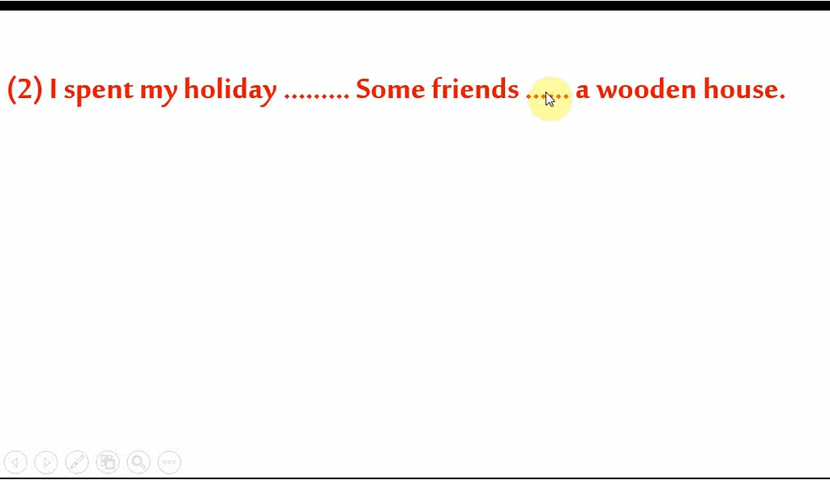 (2) I spent my holiday ......... Some friends ...... a wooden house.